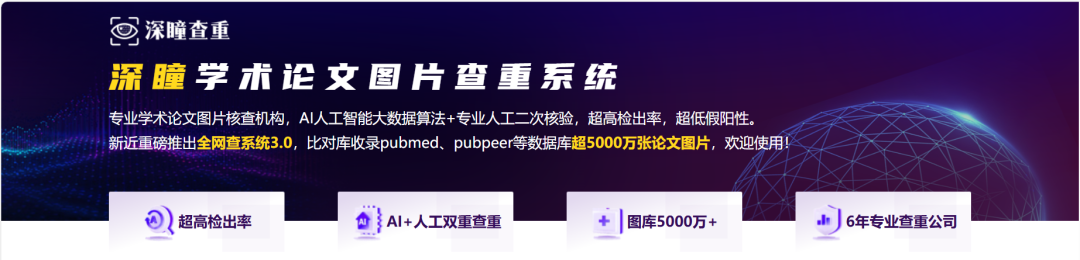 深瞳查重
深瞳学术论文图片查重系统
专业学术论文图片核查机构，AI人工智能大数据算法+专业人工二次核验，超高检出率，超低假阳性。
新近重磅推出全网查系统3.0，比对库收录pubmed、pubpeer等数据库超5000万张论文图片，欢迎使用！
超高检出率
AI+人工双重查重
图库5000万+
6年专业查重公司